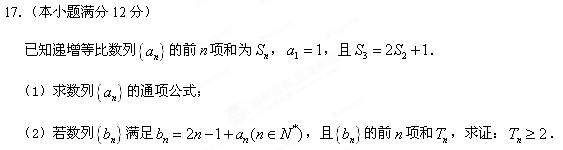 17.（本小题满分 12 分）
已知递增等比数列{aₙ}的前 n 项和为 Sₙ，a₁ = 1，且 S₃ = 2S₂ + 1．
（1）求数列{aₙ}的通项公式；
（2）若数列{bₙ}满足 bₙ = 2n − 1 + aₙ(n ∈ N*)，且{bₙ}的前 n 项和 Tₙ，求证：Tₙ ≥ 2．